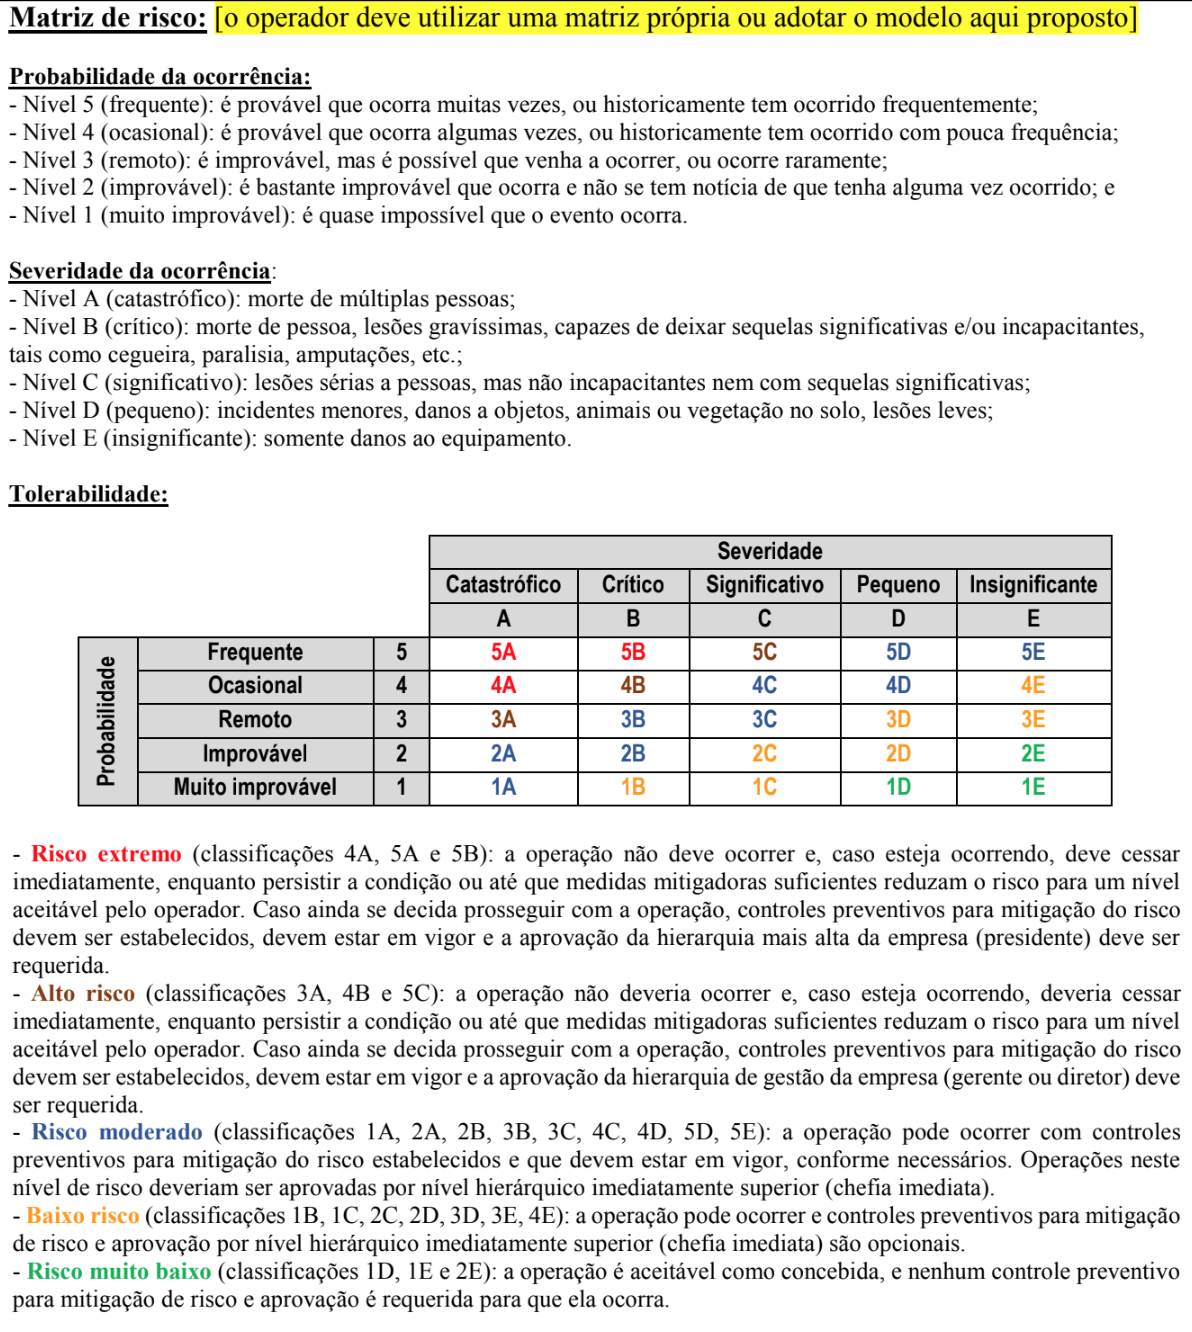 Matriz de risco: [o operador deve utilizar uma matriz própria ou adotar o modelo aqui proposto]
Probabilidade da ocorrência:
- Nível 5 (frequente): é provável que ocorra muitas vezes, ou historicamente tem ocorrido frequentemente;
- Nível 4 (ocasional): é provável que ocorra algumas vezes, ou historicamente tem ocorrido com pouca frequência;
- Nível 3 (remoto): é improvável, mas é possível que venha a ocorrer, ou ocorre raramente;
- Nível 2 (improvável): é bastante improvável que ocorra e não se tem notícia de que tenha alguma vez ocorrido; e
- Nível 1 (muito improvável): é quase impossível que o evento ocorra.
Severidade da ocorrência:
- Nível A (catastrófico): morte de múltiplas pessoas;
- Nível B (crítico): morte de pessoa, lesões gravíssimas, capazes de deixar sequelas significativas e/ou incapacitantes,
tais como cegueira, paralisia, amputações, etc.;
- Nível C (significativo): lesões sérias a pessoas, mas não incapacitantes nem com sequelas significativas;
- Nível D (pequeno): incidentes menores, danos a objetos, animais ou vegetação no solo, lesões leves;
- Nível E (insignificante): somente danos ao equipamento.
Tolerabilidade:
Severidade
Catastrófico Crítico Significativo Pequeno Insignificante
A B C D E
Probabilidade
Frequente 5 5A 5B 5C 5D 5E
Ocasional 4 4A 4B 4C 4D 4E
Remoto 3 3A 3B 3C 3D 3E
Improvável 2 2A 2B 2C 2D 2E
Muito improvável 1 1A 1B 1C 1D 1E
- Risco extremo (classificações 4A, 5A e 5B): a operação não deve ocorrer e, caso esteja ocorrendo, deve cessar
imediatamente, enquanto persistir a condição ou até que medidas mitigadoras suficientes reduzam o risco para um nível
aceitável pelo operador. Caso ainda se decida prosseguir com a operação, controles preventivos para mitigação do risco
devem ser estabelecidos, devem estar em vigor e a aprovação da hierarquia mais alta da empresa (presidente) deve ser
requerida.
- Alto risco (classificações 3A, 4B e 5C): a operação não deveria ocorrer e, caso esteja ocorrendo, deveria cessar
imediatamente, enquanto persistir a condição ou até que medidas mitigadoras suficientes reduzam o risco para um nível
aceitável pelo operador. Caso ainda se decida prosseguir com a operação, controles preventivos para mitigação do risco
devem ser estabelecidos, devem estar em vigor e a aprovação da hierarquia de gestão da empresa (gerente ou diretor) deve
ser requerida.
- Risco moderado (classificações 1A, 2A, 2B, 3B, 3C, 4C, 4D, 5D, 5E): a operação pode ocorrer com controles
preventivos para mitigação do risco estabelecidos e que devem estar em vigor, conforme necessários. Operações neste
nível de risco deveriam ser aprovadas por nível hierárquico imediatamente superior (chefia imediata).
- Baixo risco (classificações 1B, 1C, 2C, 2D, 3D, 3E, 4E): a operação pode ocorrer e controles preventivos para mitigação
de risco e aprovação por nível hierárquico imediatamente superior (chefia imediata) são opcionais.
- Risco muito baixo (classificações 1D, 1E e 2E): a operação é aceitável como concebida, e nenhum controle preventivo
para mitigação de risco e aprovação é requerida para que ela ocorra.